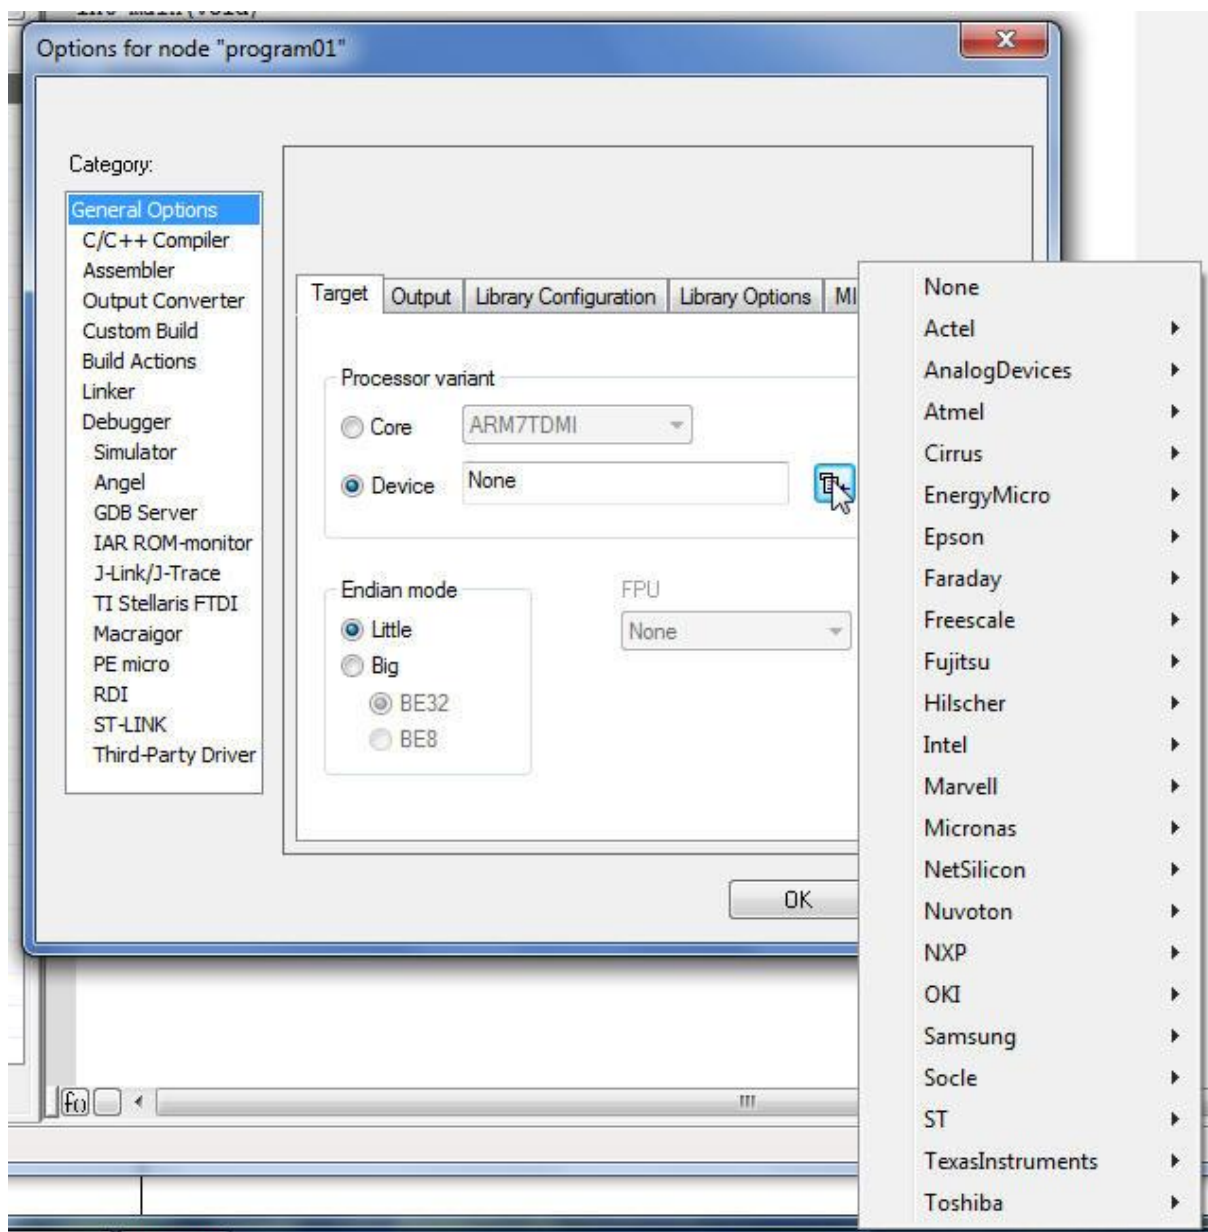 int main(void)
Options for node "program01"
Category:
General Options
C/C++ Compiler
Assembler
Output Converter
Custom Build
Build Actions
Linker
Debugger
Simulator
Angel
GDB Server
IAR ROM-monitor
J-Link/J-Trace
TI Stellaris FTDI
Macraigor
PE micro
RDI
ST-LINK
Third-Party Driver
Target Output Library Configuration Library Options MI
Processor variant
Core ARM7TDMI
Device None
Endian mode
Little
Big
BE32
BE8
FPU
None
OK
None
Actel
AnalogDevices
Atmel
Cirrus
EnergyMicro
Epson
Faraday
Freescale
Fujitsu
Hilscher
Intel
Marvell
Micronas
NetSilicon
Nuvoton
NXP
OKI
Samsung
Socle
ST
TexasInstruments
Toshiba
f()